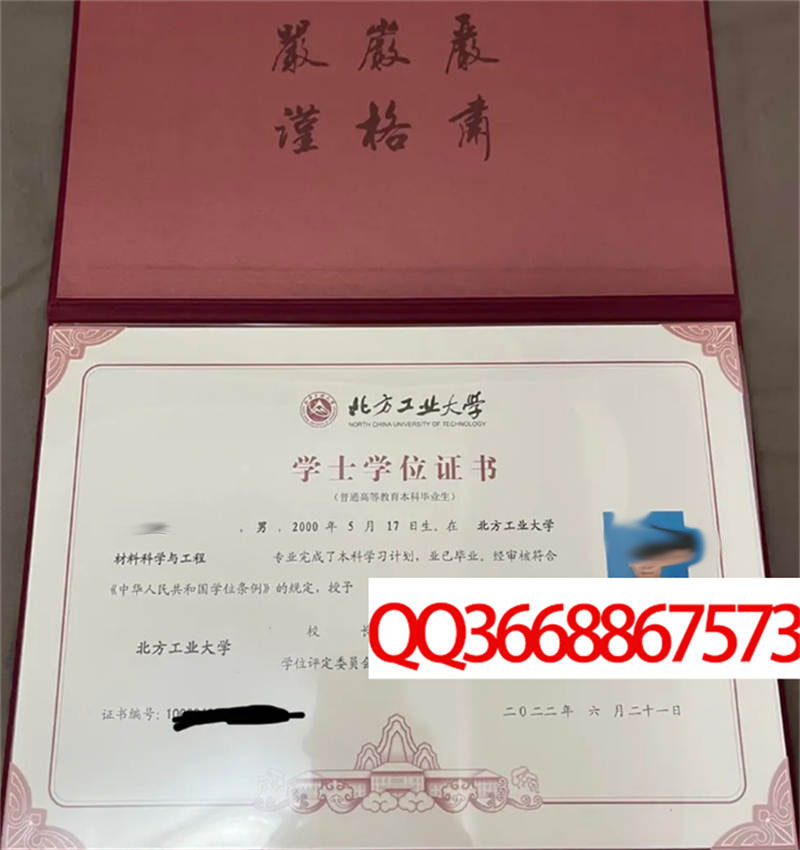 嚴 嚴 嚴
謹 格 肅
北方工业大学
NORTH CHINA UNIVERSITY OF TECHNOLOGY
学士学位证书
(普通高等教育本科毕业生)
,男,2000 年 5 月 17 日生。在 北方工业大学
材料科学与工程 专业完成了本科学习计划,业已毕业。经审核符合
《中华人民共和国学位条例》的规定,授予
北方工业大学
校 长
学位评定委员会
QQ3668867573
证书编号:
二〇二二年 六 月二十一日